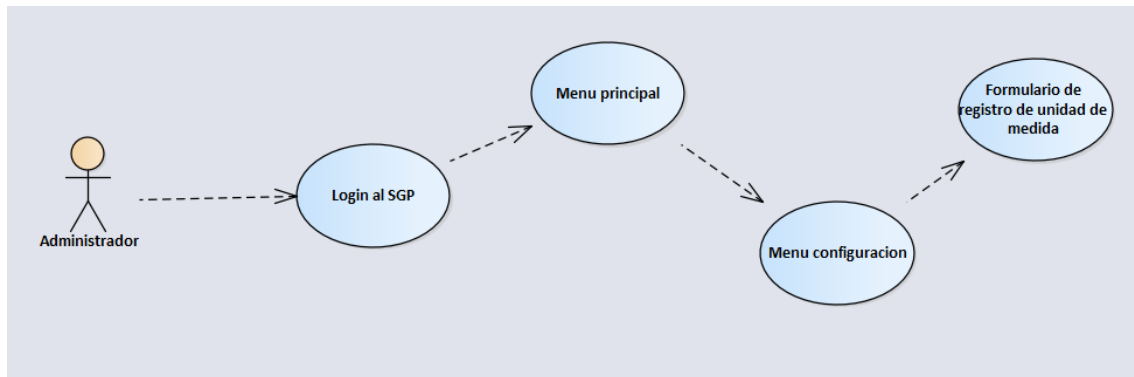 Administrador
Login al SGP
Menu principal
Menu configuracion
Formulario de
registro de unidad de
medida